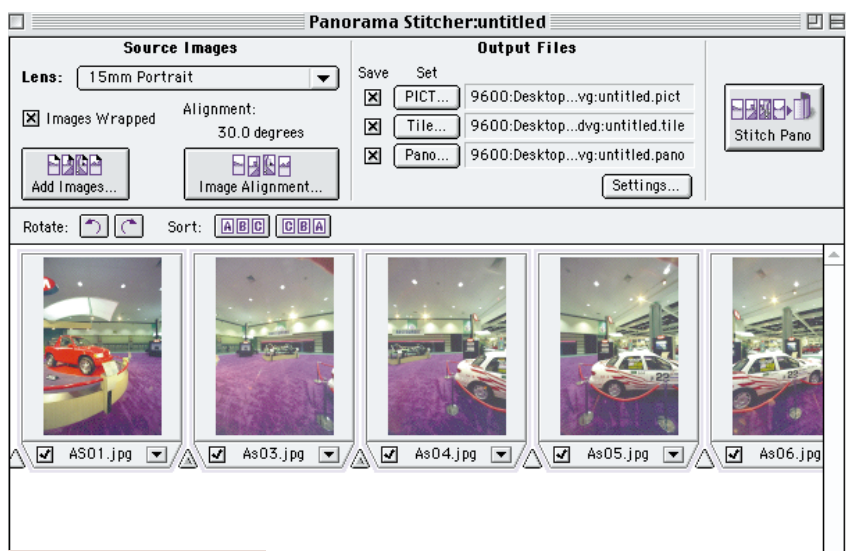 Panorama Stitcher:untitled
Source Images
Output Files
Lens: 15mm Portrait
Images Wrapped
Alignment:
30.0 degrees
Add Images...
Image Alignment...
Save Set
PICT... 9600:Desktop...vg:untitled.pict
Tile... 9600:Desktop...dvg:untitled.tile
Pano... 9600:Desktop...vg:untitled.pano
Settings...
Stitch Pano
Rotate: Sort: ABC CBA
22
AS01.jpg As03.jpg As04.jpg As05.jpg As06.jpg